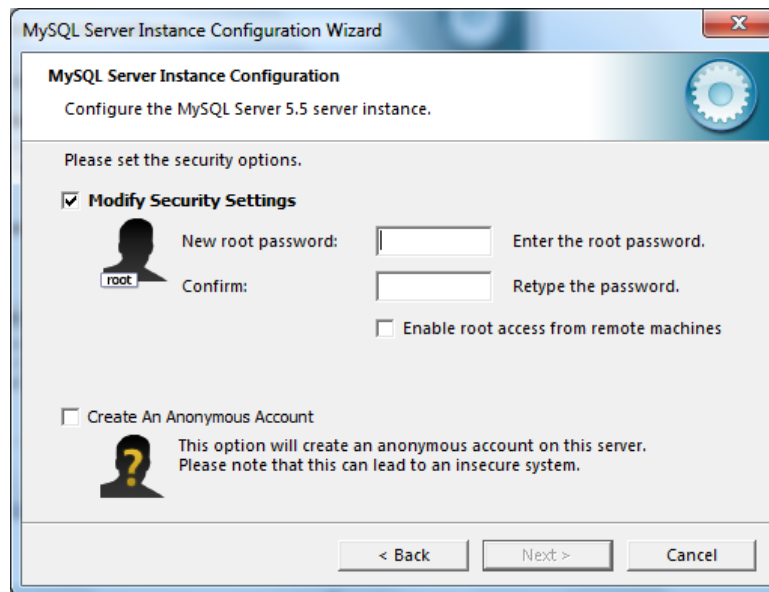 MySQL Server Instance Configuration Wizard
MySQL Server Instance Configuration
Configure the MySQL Server 5.5 server instance.
Please set the security options.
Modify Security Settings
root
New root password:
Enter the root password.
Confirm:
Retype the password.
Enable root access from remote machines
Create An Anonymous Account
This option will create an anonymous account on this server.
Please note that this can lead to an insecure system.
< Back
Next >
Cancel